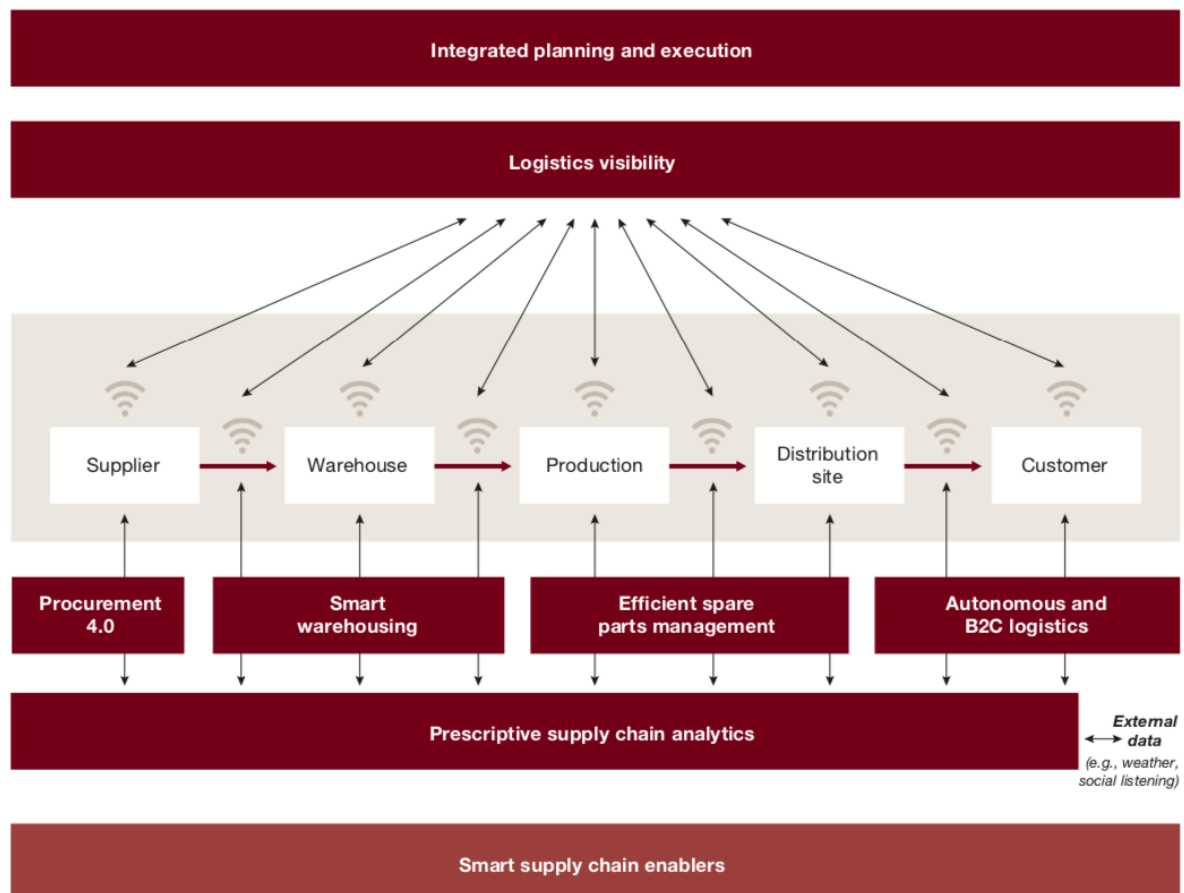 Integrated planning and execution
Logistics visibility
Supplier
Warehouse
Production
Distribution
site
Customer
Procurement
4.0
Smart
warehousing
Efficient spare
parts management
Autonomous and
B2C logistics
Prescriptive supply chain analytics
External
data
(e.g., weather,
social listening)
Smart supply chain enablers